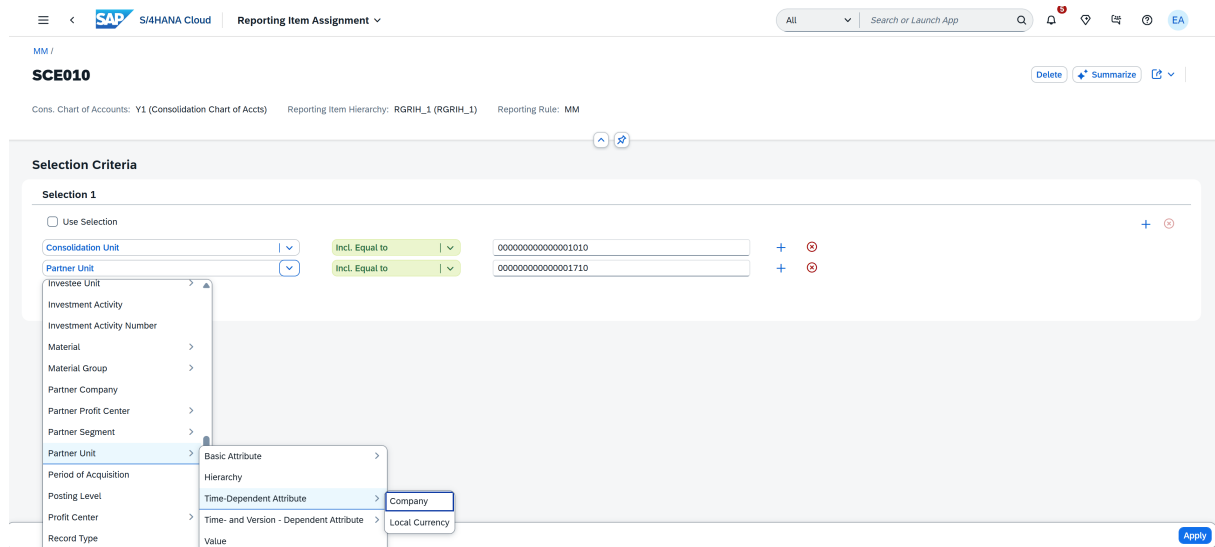 SAP S/4HANA Cloud Reporting Item Assignment All Search or Launch App 5 EA
MM /
SCE010 Delete Summarize
Cons. Chart of Accounts: Y1 (Consolidation Chart of Accts) Reporting Item Hierarchy: RGRIH_1 (RGRIH_1) Reporting Rule: MM
Selection Criteria
Selection 1
Use Selection
Consolidation Unit Incl. Equal to 000000000000001010
Partner Unit Incl. Equal to 000000000000001710
Investee Unit
Investment Activity
Investment Activity Number
Material
Material Group
Partner Company
Partner Profit Center
Partner Segment
Partner Unit
Period of Acquisition
Posting Level
Profit Center
Record Type
Basic Attribute
Hierarchy
Time-Dependent Attribute
Time- and Version - Dependent Attribute
Value
Company
Local Currency
Apply